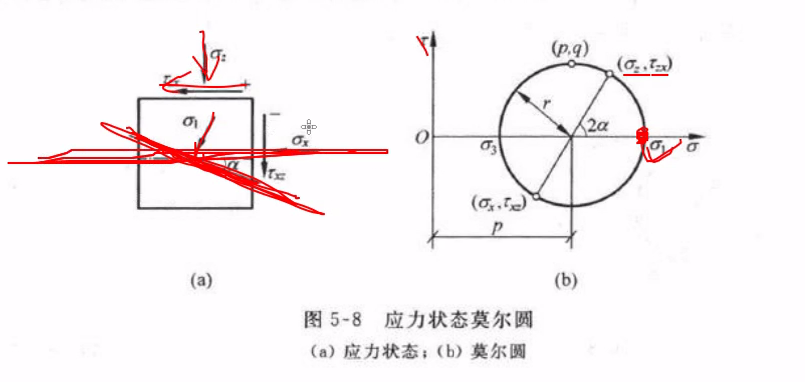 σz
+
σ1
−
σx
α
τxz
(a)
τ
(p,q)
(σz,τzx)
r
2α
O
σ3
σ1
σ
(σx,τxz)
p
(b)
图 5-8 应力状态莫尔圆
(a) 应力状态；(b) 莫尔圆